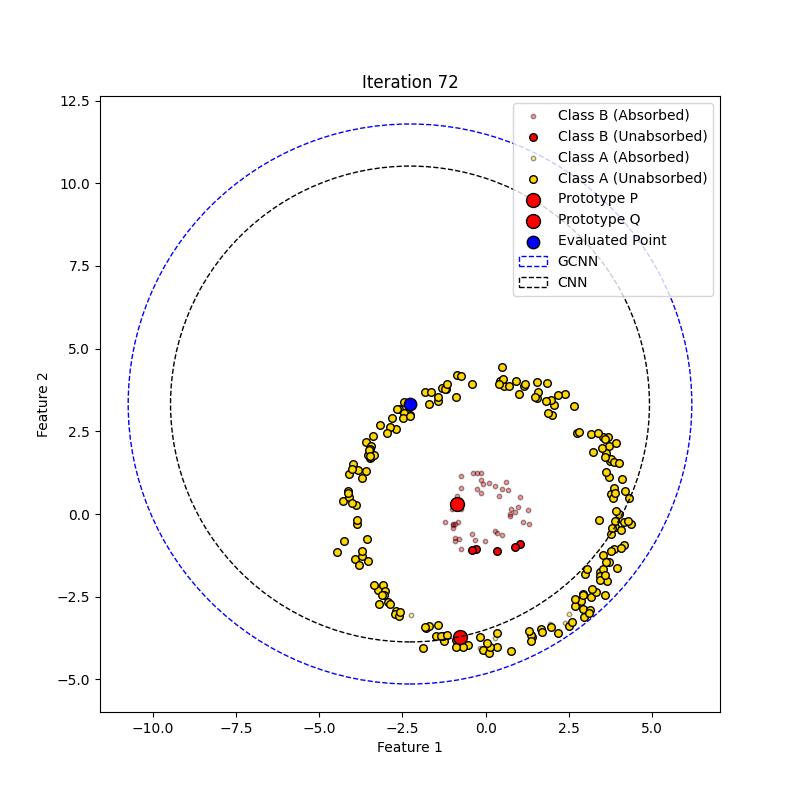 Iteration 72
12.5
10.0
7.5
5.0
2.5
0.0
−2.5
−5.0
Feature 2
Class B (Absorbed)
Class B (Unabsorbed)
Class A (Absorbed)
Class A (Unabsorbed)
Prototype P
Prototype Q
Evaluated Point
GCNN
CNN
−10.0 −7.5 −5.0 −2.5 0.0 2.5 5.0
Feature 1